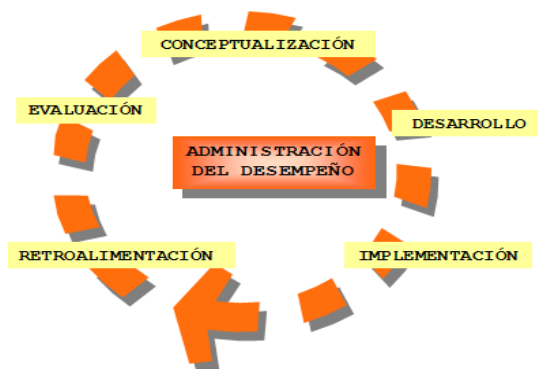 CONCEPTUALIZACIÓN
EVALUACIÓN
DESARROLLO
ADMINISTRACIÓN
DEL DESEMPEÑO
RETROALIMENTACIÓN
IMPLEMENTACIÓN